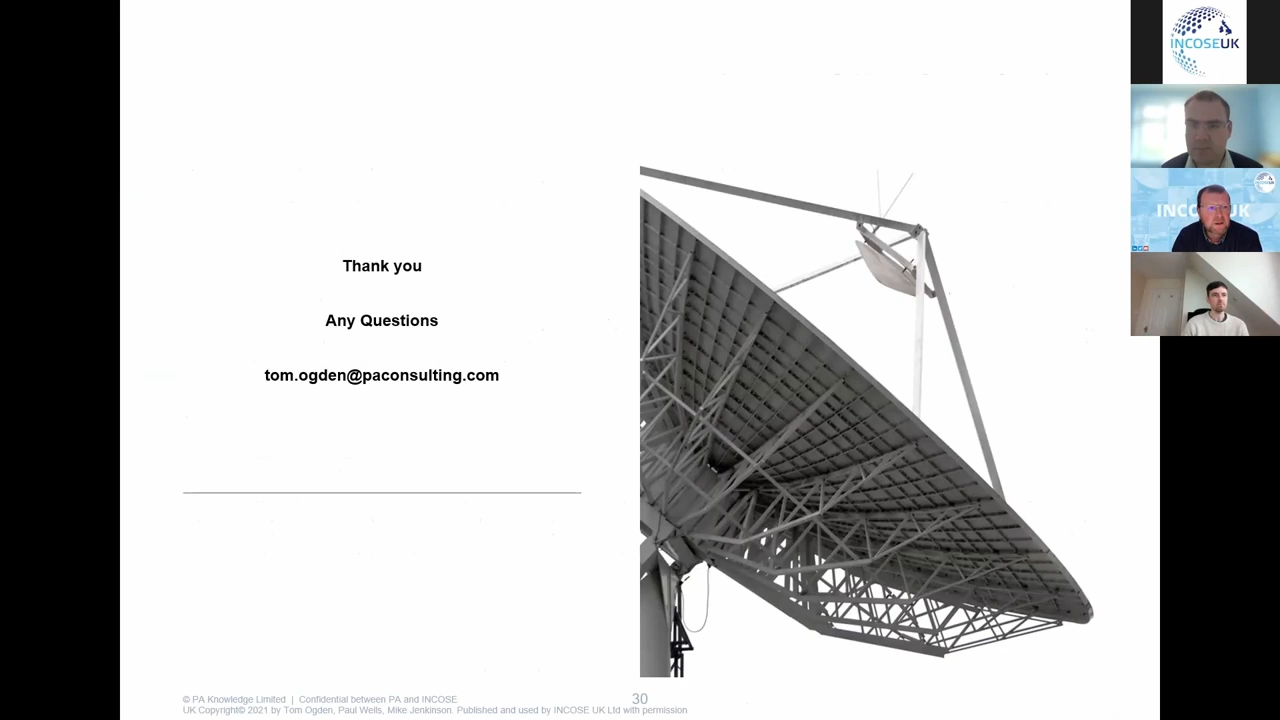 Thank you
Any Questions
tom.ogden@paconsulting.com
© PA Knowledge Limited | Confidential between PA and INCOSE
UK Copyright© 2021 by Tom Ogden, Paul Wells, Mike Jenkinson. Published and used by INCOSE UK Ltd with permission
30
INCOSEUK